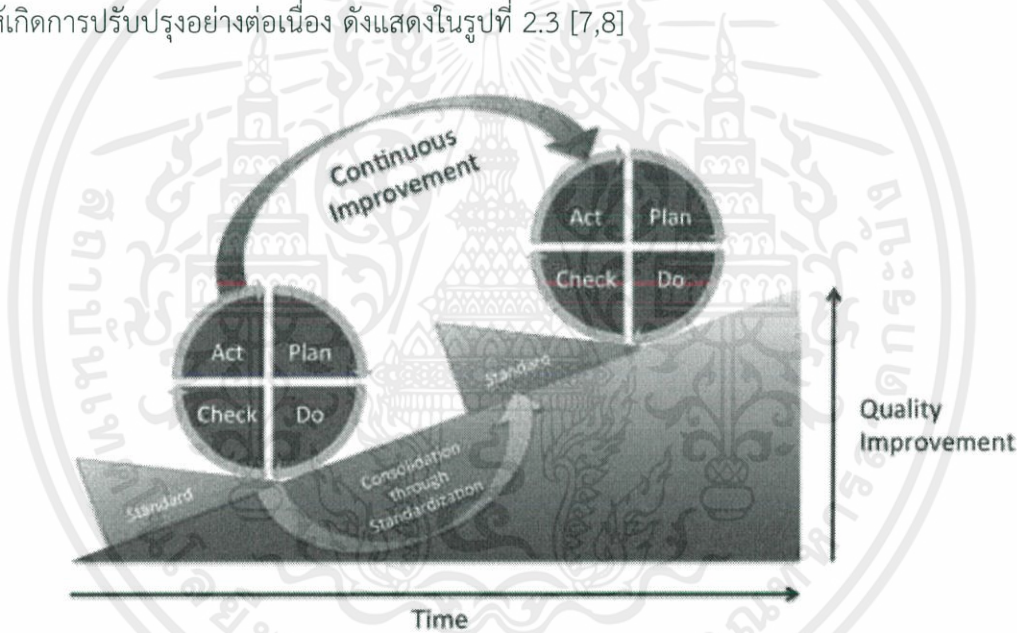 ให้เกิดการปรับปรุงอย่างต่อเนื่อง ดังแสดงในรูปที่ 2.3 [7,8]
Continuous
Improvement
Act
Plan
Check
Do
Act
Plan
Check
Do
Standard
Standard
Consolidation
through
Standardization
Quality
Improvement
Time